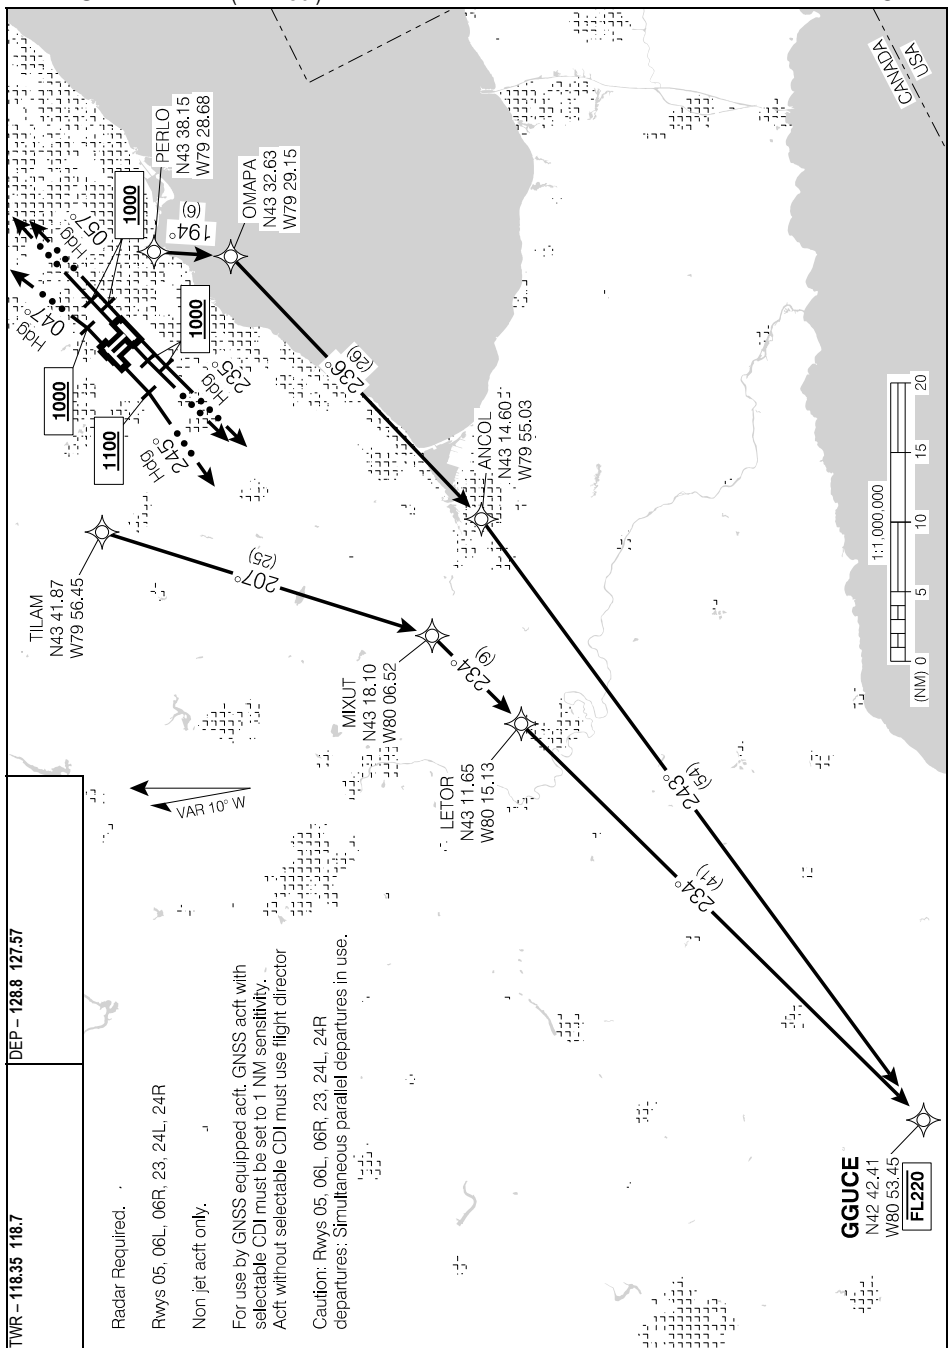 TWR – 118.35 118.7
DEP – 128.8 127.57
Radar Required.
Rwys 05, 06L, 06R, 23, 24L, 24R
Non jet acft only.
For use by GNSS equipped acft. GNSS acft with
selectable CDI must be set to 1 NM sensitivity.
Acft without selectable CDI must use flight director
Caution: Rwys 05, 06L, 06R, 23, 24L, 24R
departures: Simultaneous parallel departures in use.
VAR 10° W
TILAM
N43 41.87
W79 56.45
207°
(25)
MIXUT
N43 18.10
W80 06.52
234°
(9)
LETOR
N43 11.65
W80 15.13
234°
(41)
GGUCE
N42 42.41
W80 53.45
FL220
243°
(54)
ANCOL
N43 14.60
W79 55.03
236°
(26)
OMAPA
N43 32.63
W79 29.15
194°
(6)
PERLO
N43 38.15
W79 28.68
Hdg 047°
Hdg 057°
Hdg 245°
Hdg 235°
1000
1000
1000
1100
CANADA
USA
1:1,000,000
(NM) 0 5 10 15 20